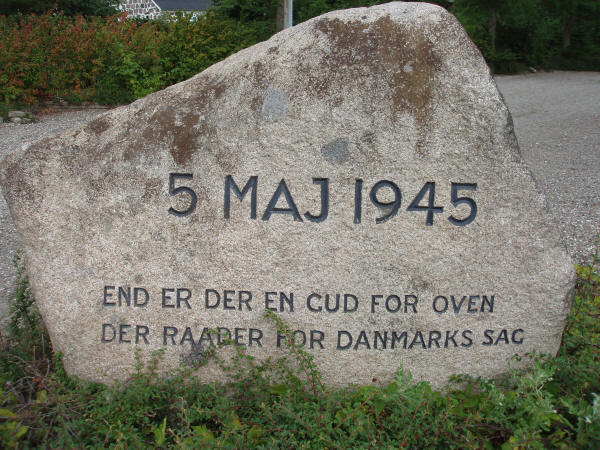 5 MAJ 1945
END ER DER EN GUD FOR OVEN
DER RAADER FOR DANMARKS SAG